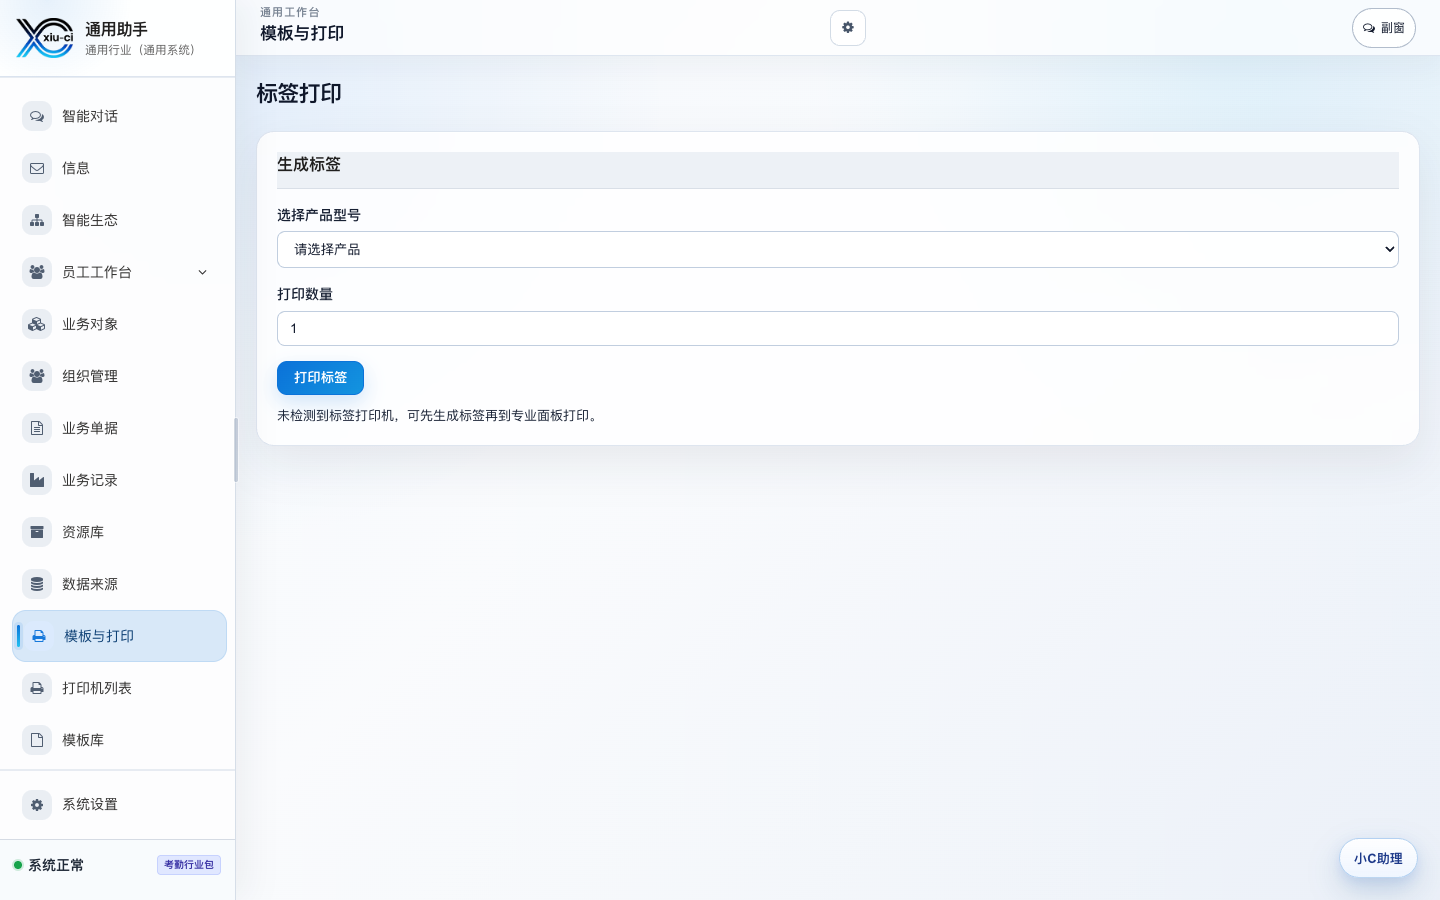 xiu-ci
通用助手
通用行业（通用系统）
智能对话
信息
智能生态
员工工作台
业务对象
组织管理
业务单据
业务记录
资源库
数据来源
模板与打印
打印机列表
模板库
系统设置
系统正常
考勤行业包
通用工作台
模板与打印
副窗
标签打印
生成标签
选择产品型号
请选择产品
打印数量
1
打印标签
未检测到标签打印机，可先生成标签再到专业面板打印。
小C助理